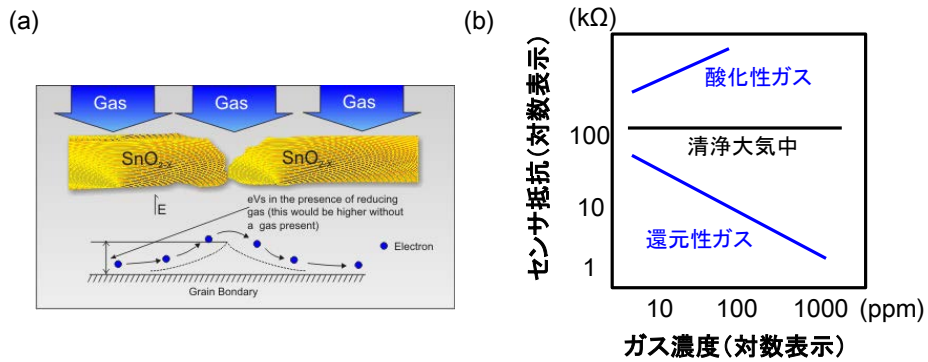 (a)
Gas
Gas
Gas
SnO2-x
SnO2-x
E
eVs in the presence of reducing
gas (this would be higher without
a gas present)
Electron
Grain Bondary
(b)
(kΩ)
センサ抵抗(対数表示)
100
10
1
酸化性ガス
清浄大気中
還元性ガス
10
100
1000
(ppm)
ガス濃度(対数表示)